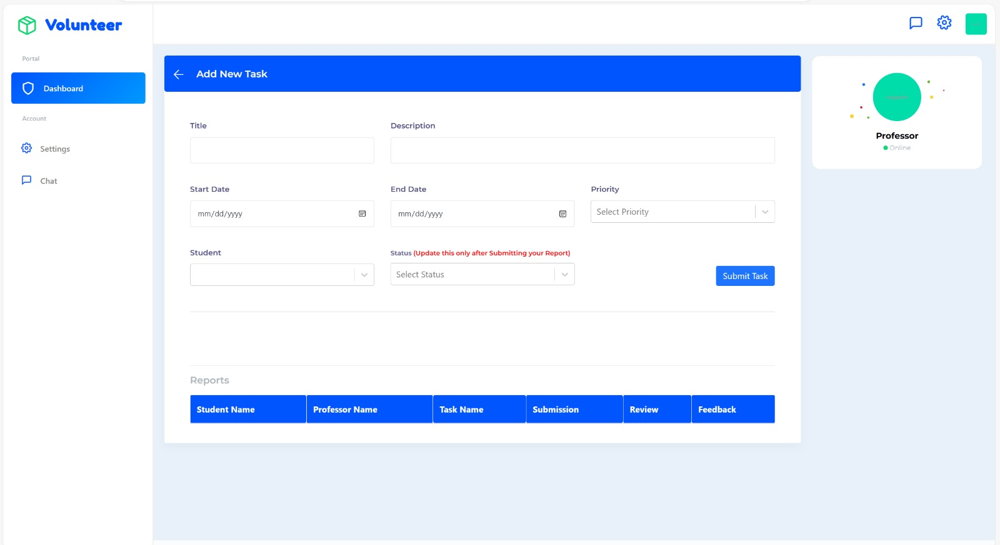 Volunteer
Portal
Dashboard
Account
Settings
Chat
Add New Task
Title
Description
Start Date
End Date
Priority
mm/dd/yyyy
mm/dd/yyyy
Select Priority
Student
Status (Update this only after Submitting your Report)
Select Status
Submit Task
Reports
Student Name
Professor Name
Task Name
Submission
Review
Feedback
Professor
Online